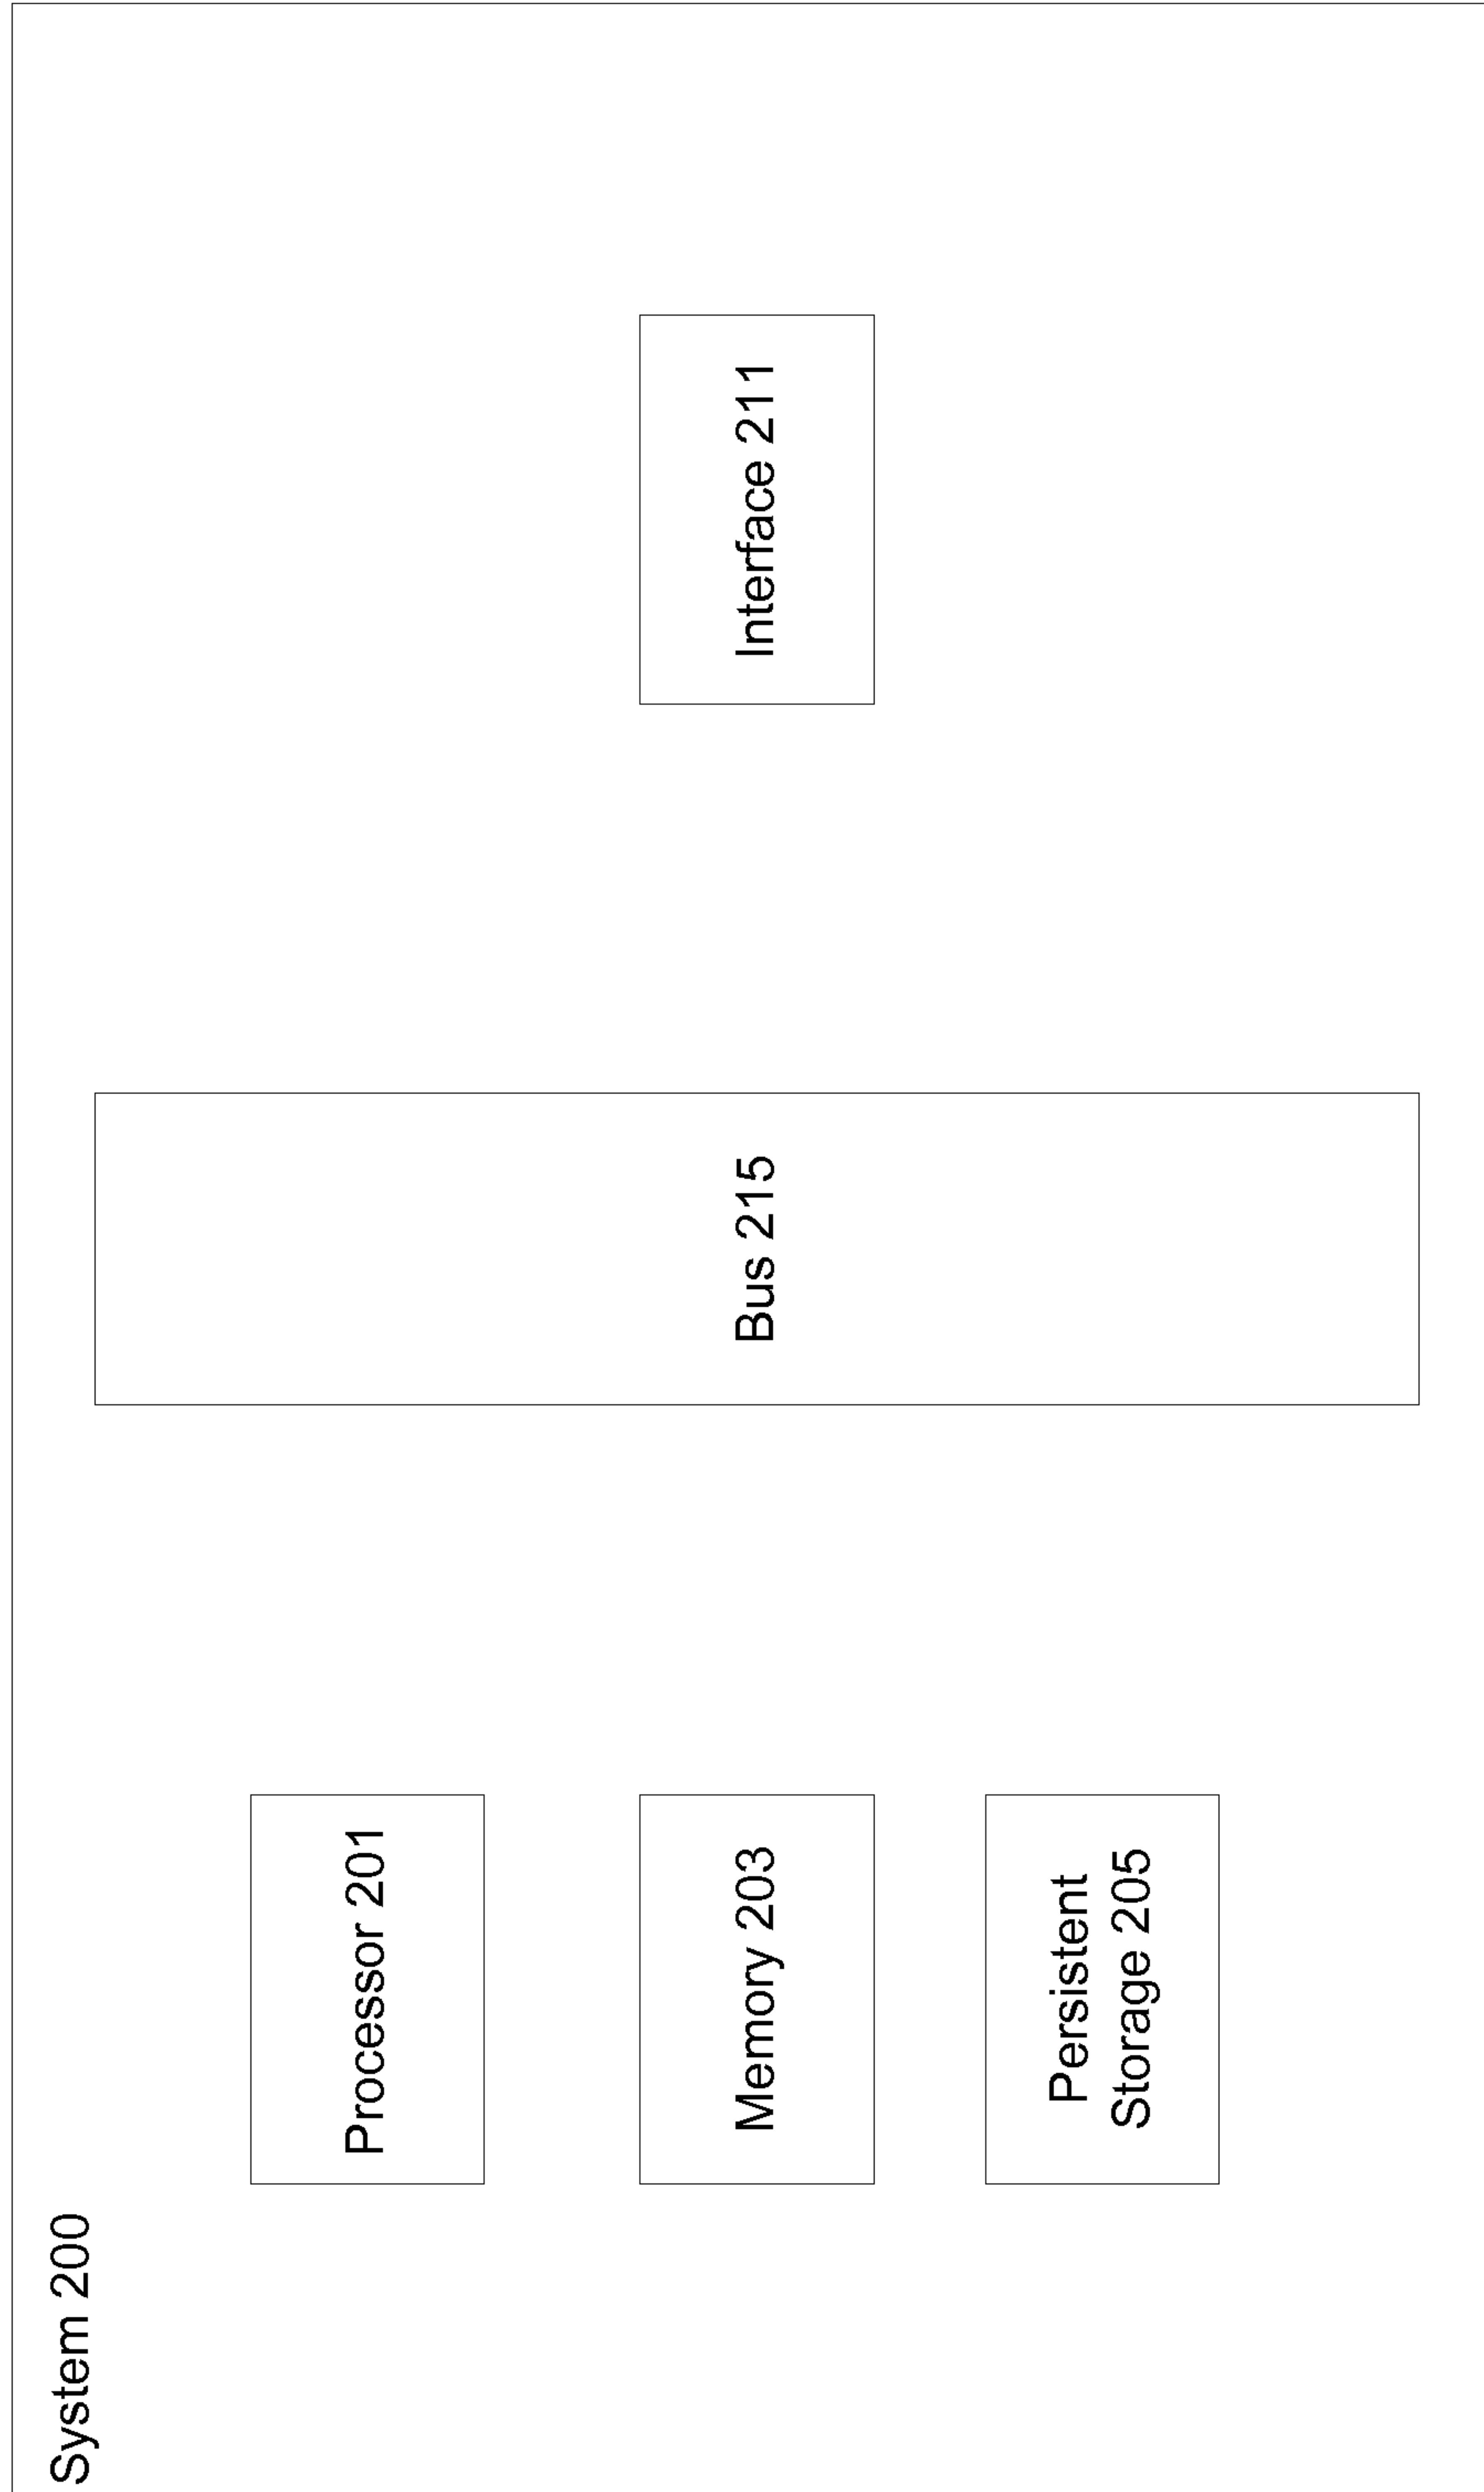 System 200
Processor 201
Memory 203
Persistent
Storage 205
Bus 215
Interface 211